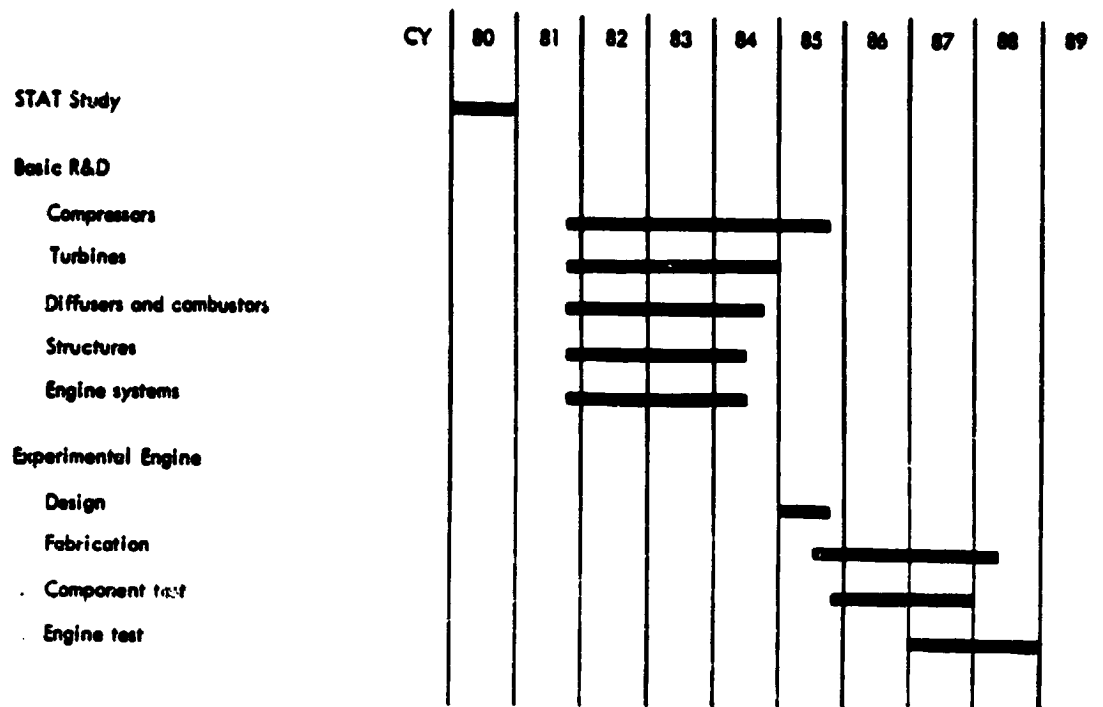 CY 80 81 82 83 84 85 86 87 88 89
STAT Study
Basic R&D
Compressors
Turbines
Diffusers and combustors
Structures
Engine systems
Experimental Engine
Design
Fabrication
Component test
Engine test